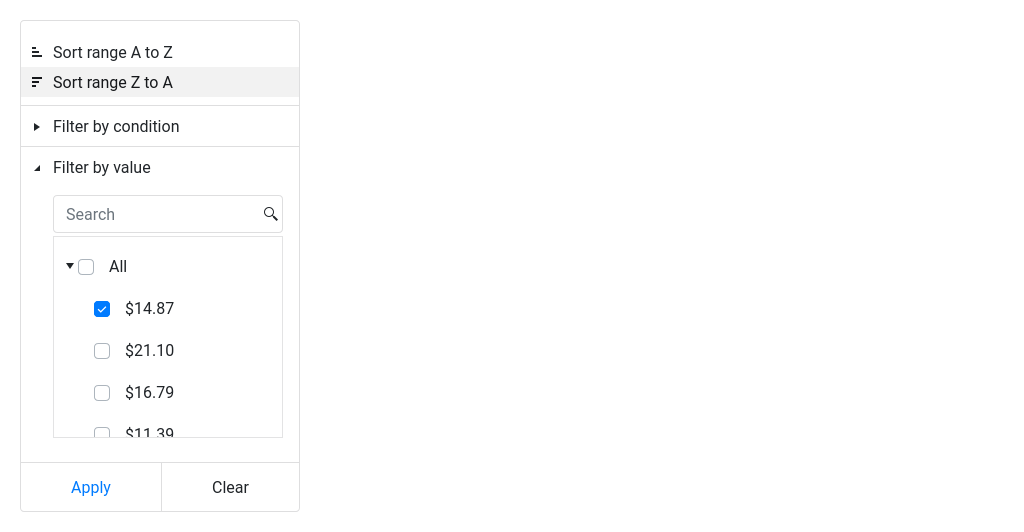 Sort range A to Z
Sort range Z to A
Filter by condition
Filter by value
Search
All
$14.87
$21.10
$16.79
$11.39
Apply
Clear